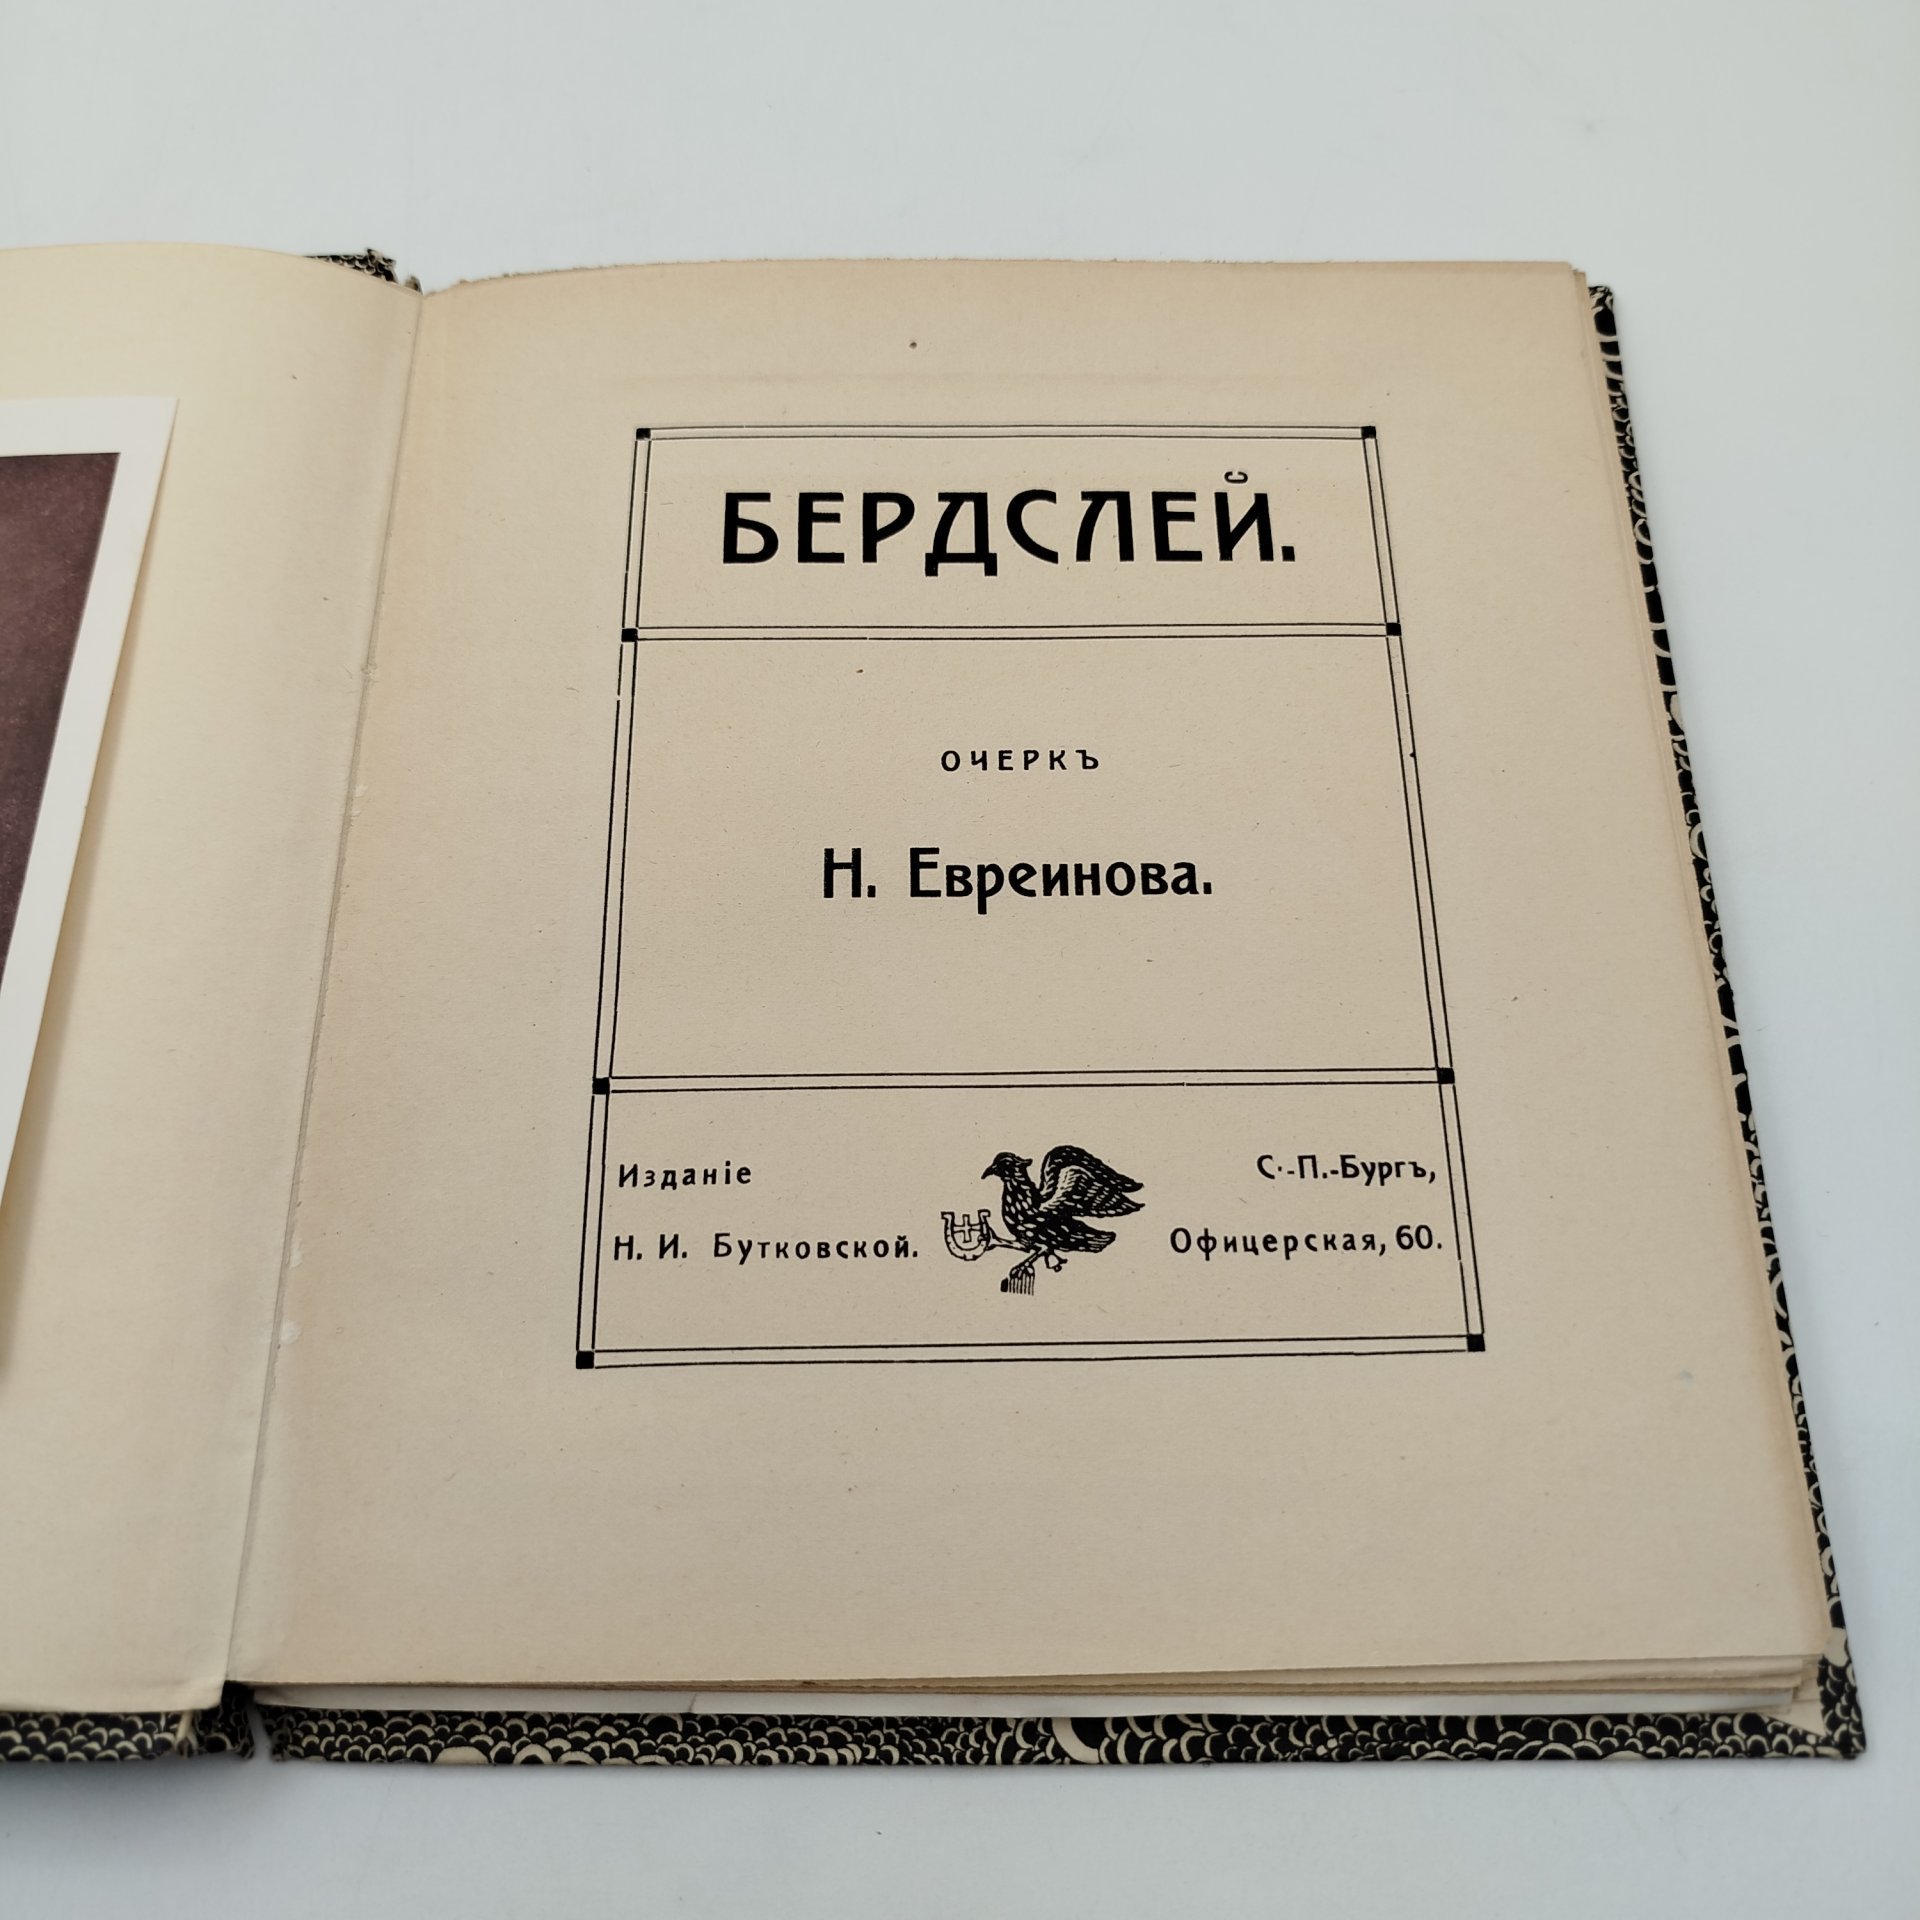 БЕРДСЛЕЙ.
ОЧЕРКЪ
Н. Евреинова.
Изданіе
Н. И. Бутковской.
С.-П.-Бургъ,
Офицерская, 60.